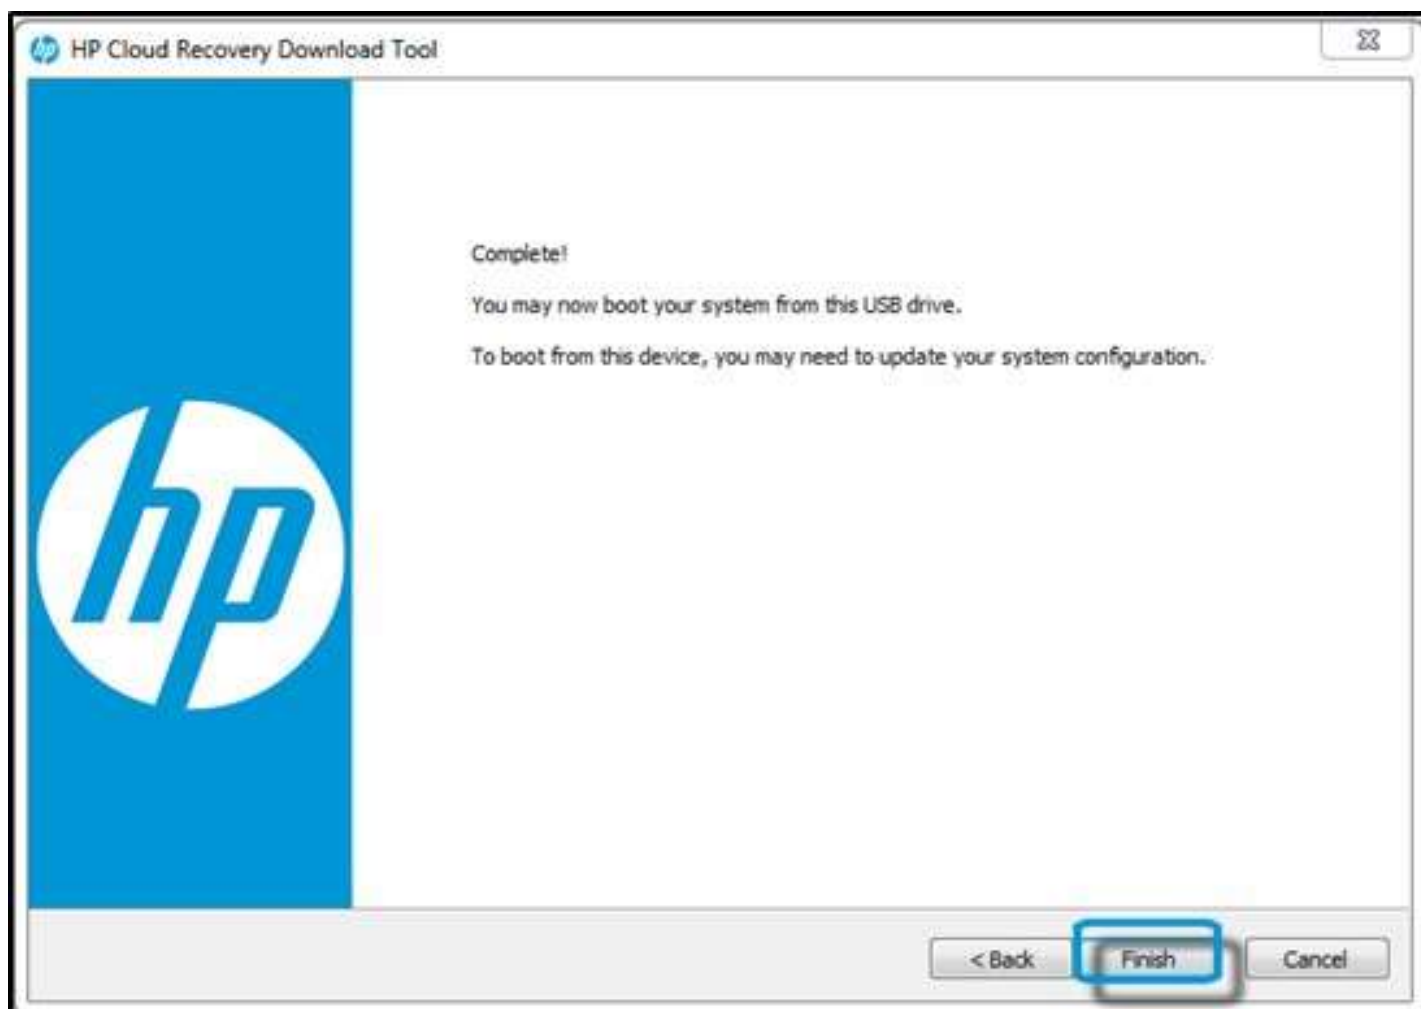 HP Cloud Recovery Download Tool
Complete!
You may now boot your system from this USB drive.
To boot from this device, you may need to update your system configuration.
hp
< Back
Finish
Cancel